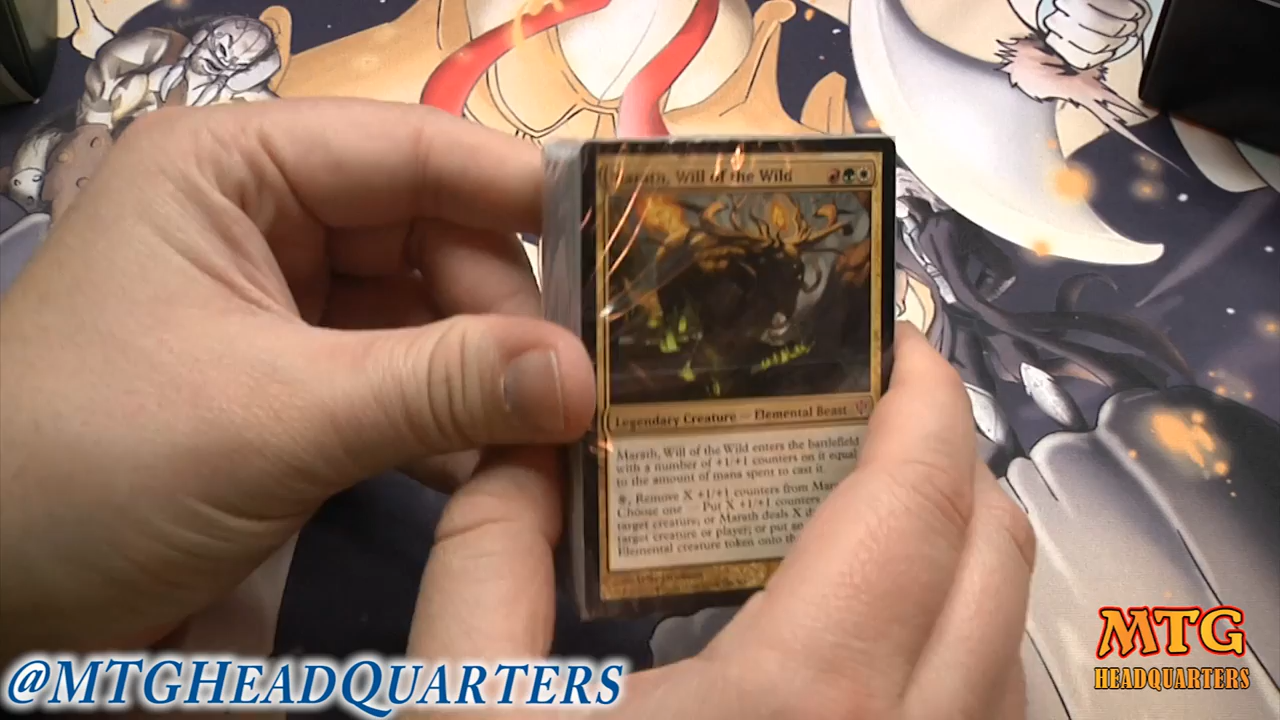 Marath, Will of the Wild
Legendary Creature — Elemental Beast
Marath, Will of the Wild enters the battlefield
with a number of +1/+1 counters on it equal
to the amount of mana spent to cast it.
, Remove X +1/+1 counters from
Choose one — Put X +1/+1 counters
target creature; or Marath deals X
target creature or player; or put an
Elemental creature token onto
@MTGHEADQUARTERS
MTG
HEADQUARTERS